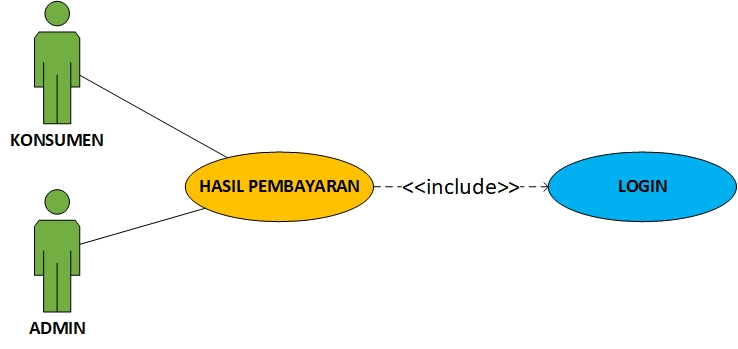 KONSUMEN
HASIL PEMBAYARAN
<<include>>
LOGIN
ADMIN